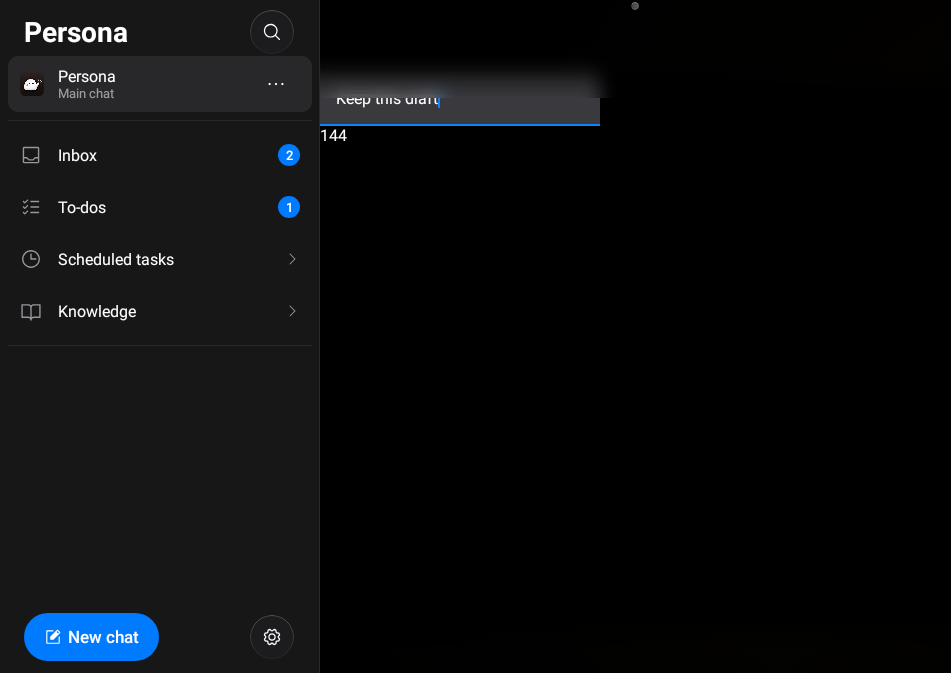 Persona
Persona
Main chat
Inbox
2
To-dos
1
Scheduled tasks
Knowledge
New chat
Keep this draft
144